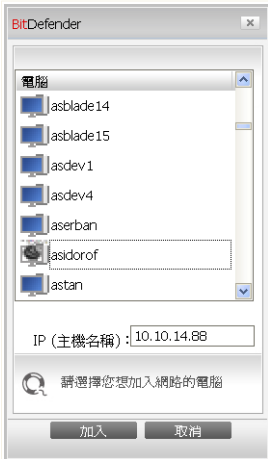 BitDefender
電腦
asblade14
asblade15
asdev1
asdev4
aserban
asidorof
astan
IP (主機名稱) : 10.10.14.88
請選擇您想加入網路的電腦
加入 取消